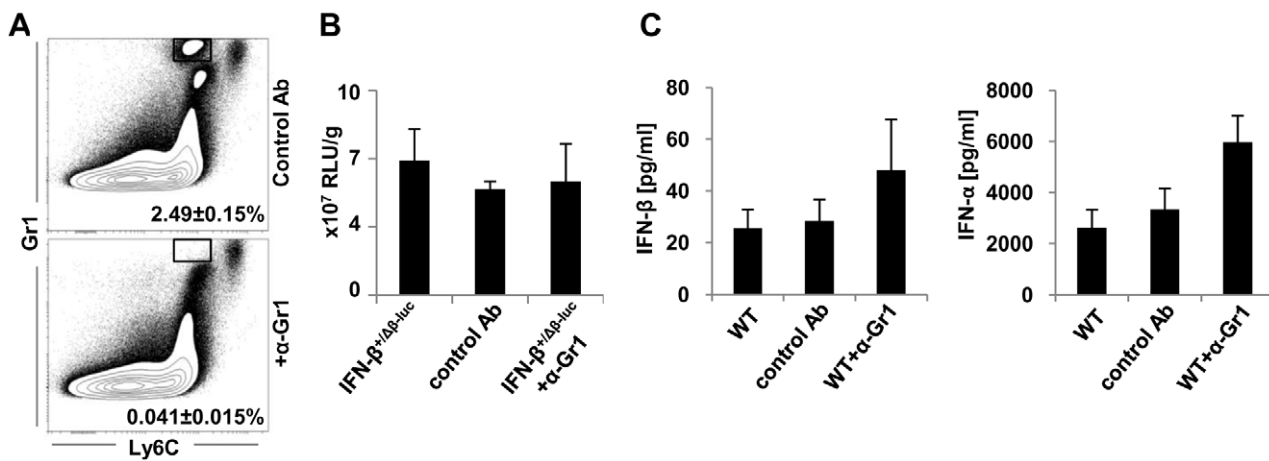 A
Gr1
Control Ab
2.49±0.15%
+α-Gr1
0.041±0.015%
Ly6C
B
x10⁷ RLU/g
10
7
4
0
IFN-β⁺/Δβ-luc
control Ab
IFN-β⁺/Δβ-luc
+α-Gr1
C
IFN-β [pg/ml]
80
60
40
20
0
WT
control Ab
WT+α-Gr1
IFN-α [pg/ml]
8000
6000
4000
2000
0
WT
control Ab
WT+α-Gr1